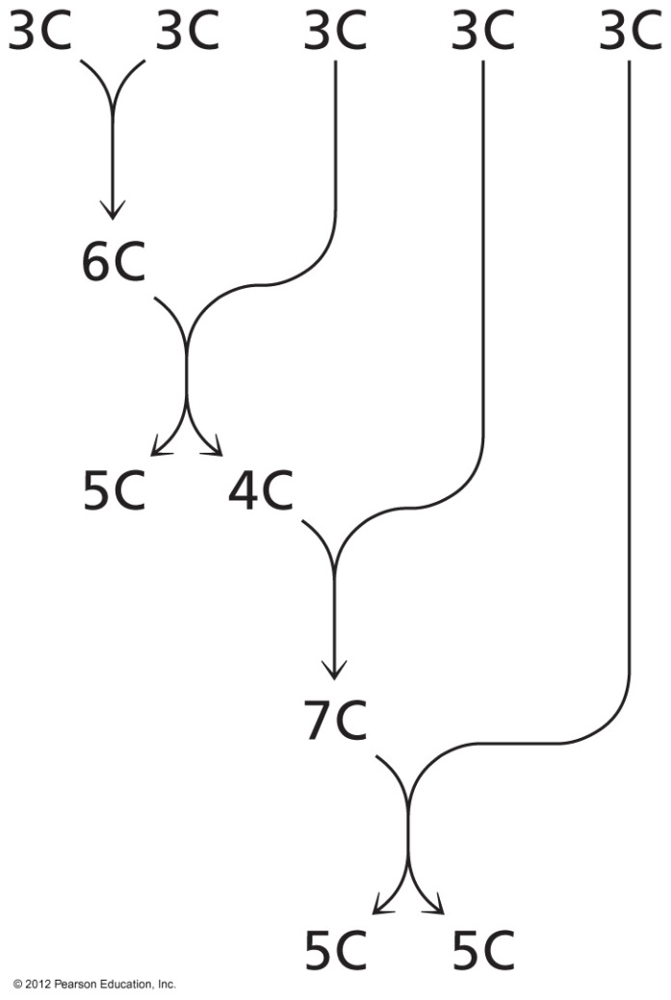 3C 3C 3C 3C 3C
6C
5C 4C
7C
5C 5C
© 2012 Pearson Education, Inc.